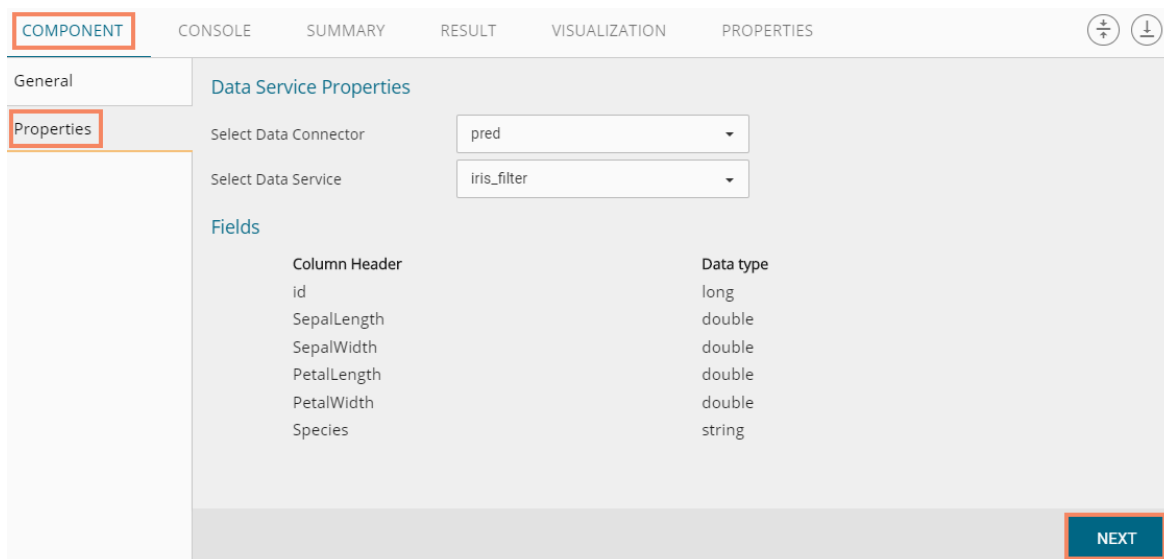 COMPONENT CONSOLE SUMMARY RESULT VISUALIZATION PROPERTIES
General
Properties
Data Service Properties
Select Data Connector pred
Select Data Service iris_filter
Fields
Column Header Data type
id long
SepalLength double
SepalWidth double
PetalLength double
PetalWidth double
Species string
NEXT